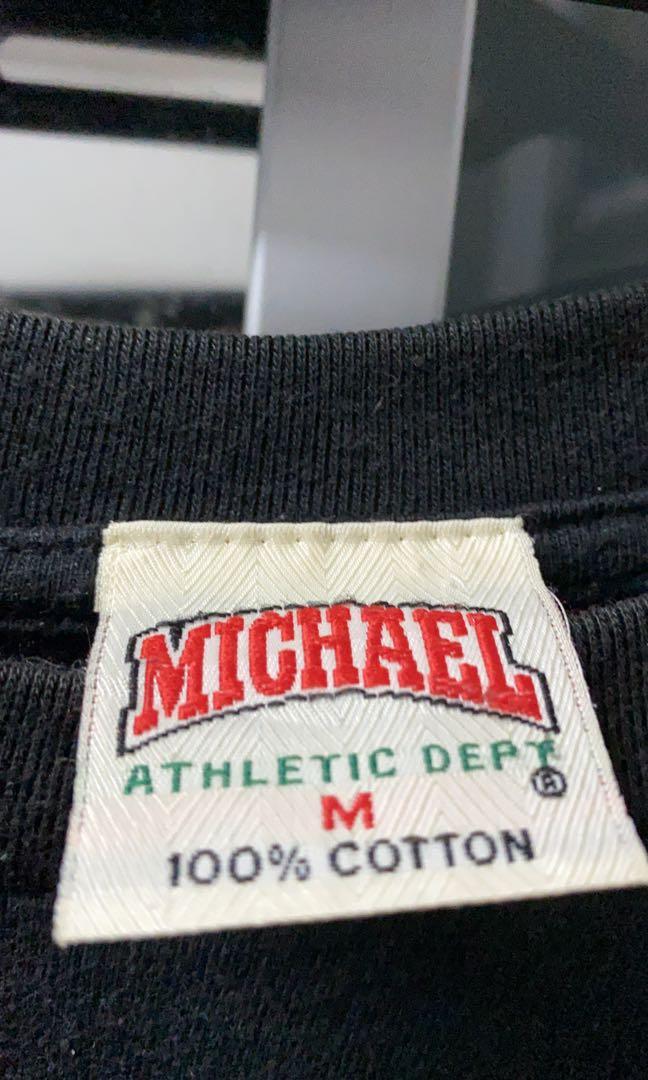 MICHAEL
ATHLETIC DEPT
®
M
100% COTTON